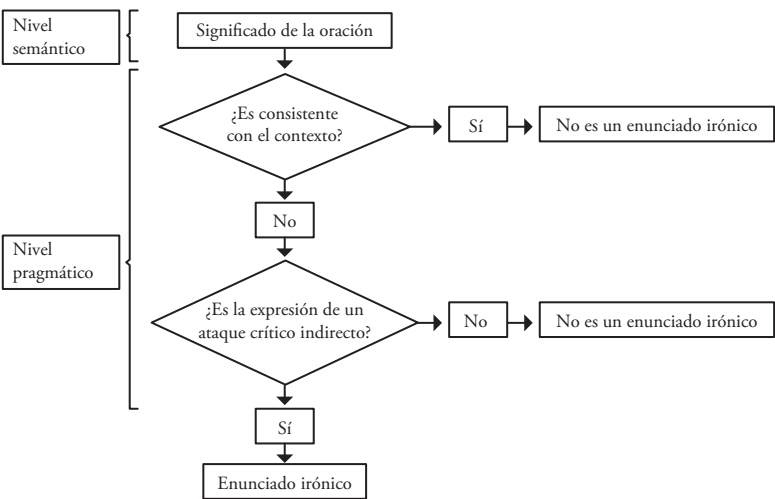 Nivel
semántico
Significado de la oración
¿Es consistente
con el contexto?
Sí
No es un enunciado irónico
No
Nivel
pragmático
¿Es la expresión de un
ataque crítico indirecto?
No
No es un enunciado irónico
Sí
Enunciado irónico